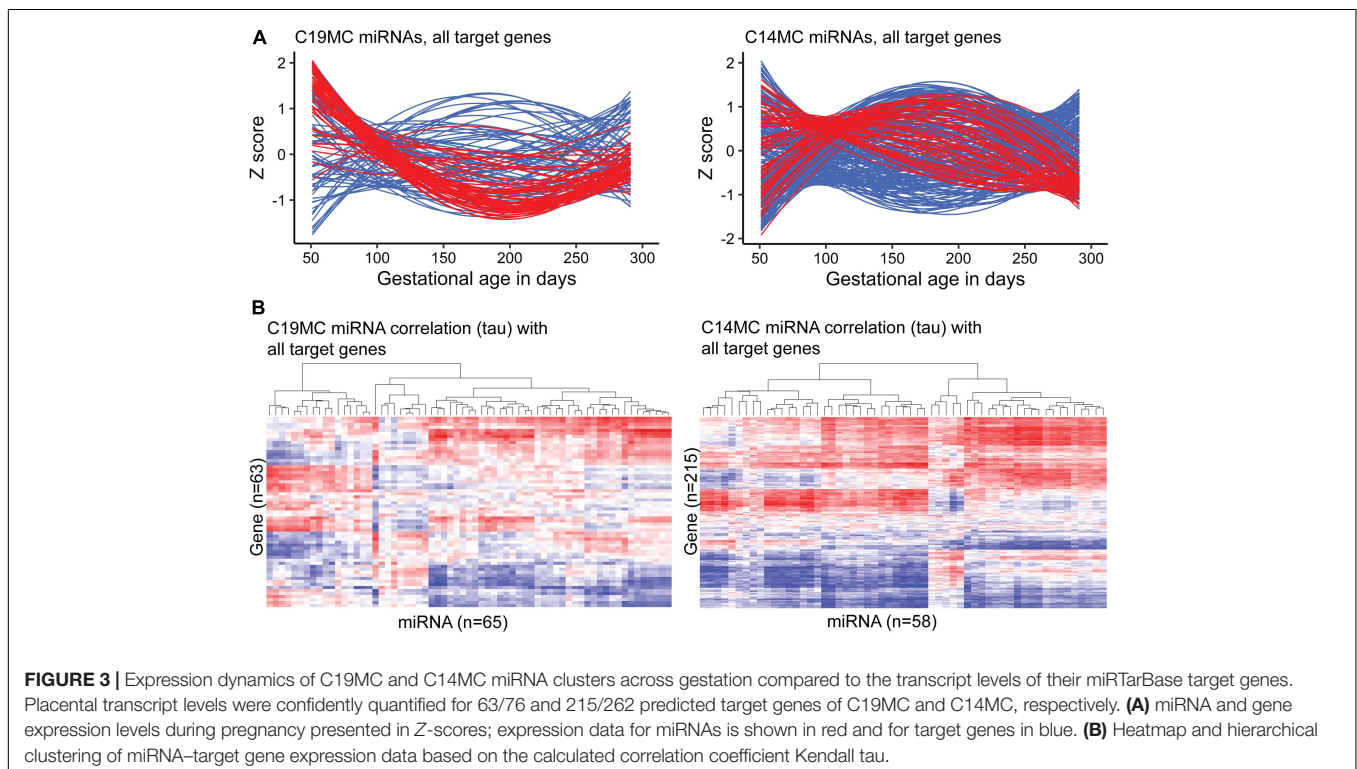 A
C19MC miRNAs, all target genes
2
1
0
-1
Z score
50
100
150
200
250
300
Gestational age in days
C14MC miRNAs, all target genes
2
1
0
-1
-2
Z score
50
100
150
200
250
300
Gestational age in days
B
C19MC miRNA correlation (tau) with
all target genes
Gene (n=63)
miRNA (n=65)
C14MC miRNA correlation (tau) with
all target genes
Gene (n=215)
miRNA (n=58)
FIGURE 3 | Expression dynamics of C19MC and C14MC miRNA clusters across gestation compared to the transcript levels of their miRTarBase target genes.
Placental transcript levels were confidently quantified for 63/76 and 215/262 predicted target genes of C19MC and C14MC, respectively. (A) miRNA and gene
expression levels during pregnancy presented in Z-scores; expression data for miRNAs is shown in red and for target genes in blue. (B) Heatmap and hierarchical
clustering of miRNA–target gene expression data based on the calculated correlation coefficient Kendall tau.